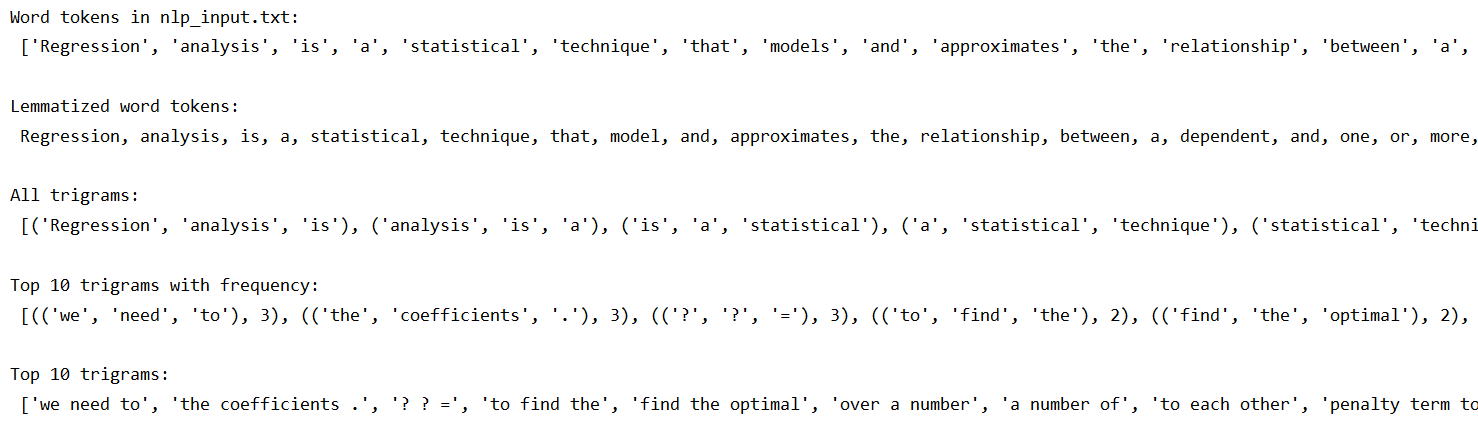 Word tokens in nlp_input.txt:
['Regression', 'analysis', 'is', 'a', 'statistical', 'technique', 'that', 'models', 'and', 'approximates', 'the', 'relationship', 'between', 'a',
Lemmatized word tokens:
Regression, analysis, is, a, statistical, technique, that, model, and, approximates, the, relationship, between, a, dependent, and, one, or, more,
All trigrams:
[('Regression', 'analysis', 'is'), ('analysis', 'is', 'a'), ('is', 'a', 'statistical'), ('a', 'statistical', 'technique'), ('statistical', 'techni
Top 10 trigrams with frequency:
[(('we', 'need', 'to'), 3), (('the', 'coefficients', '.'), 3), (('?', '?', '='), 3), (('to', 'find', 'the'), 2), (('find', 'the', 'optimal'), 2),
Top 10 trigrams:
['we need to', 'the coefficients .', '? ? =', 'to find the', 'find the optimal', 'over a number', 'a number of', 'to each other', 'penalty term to